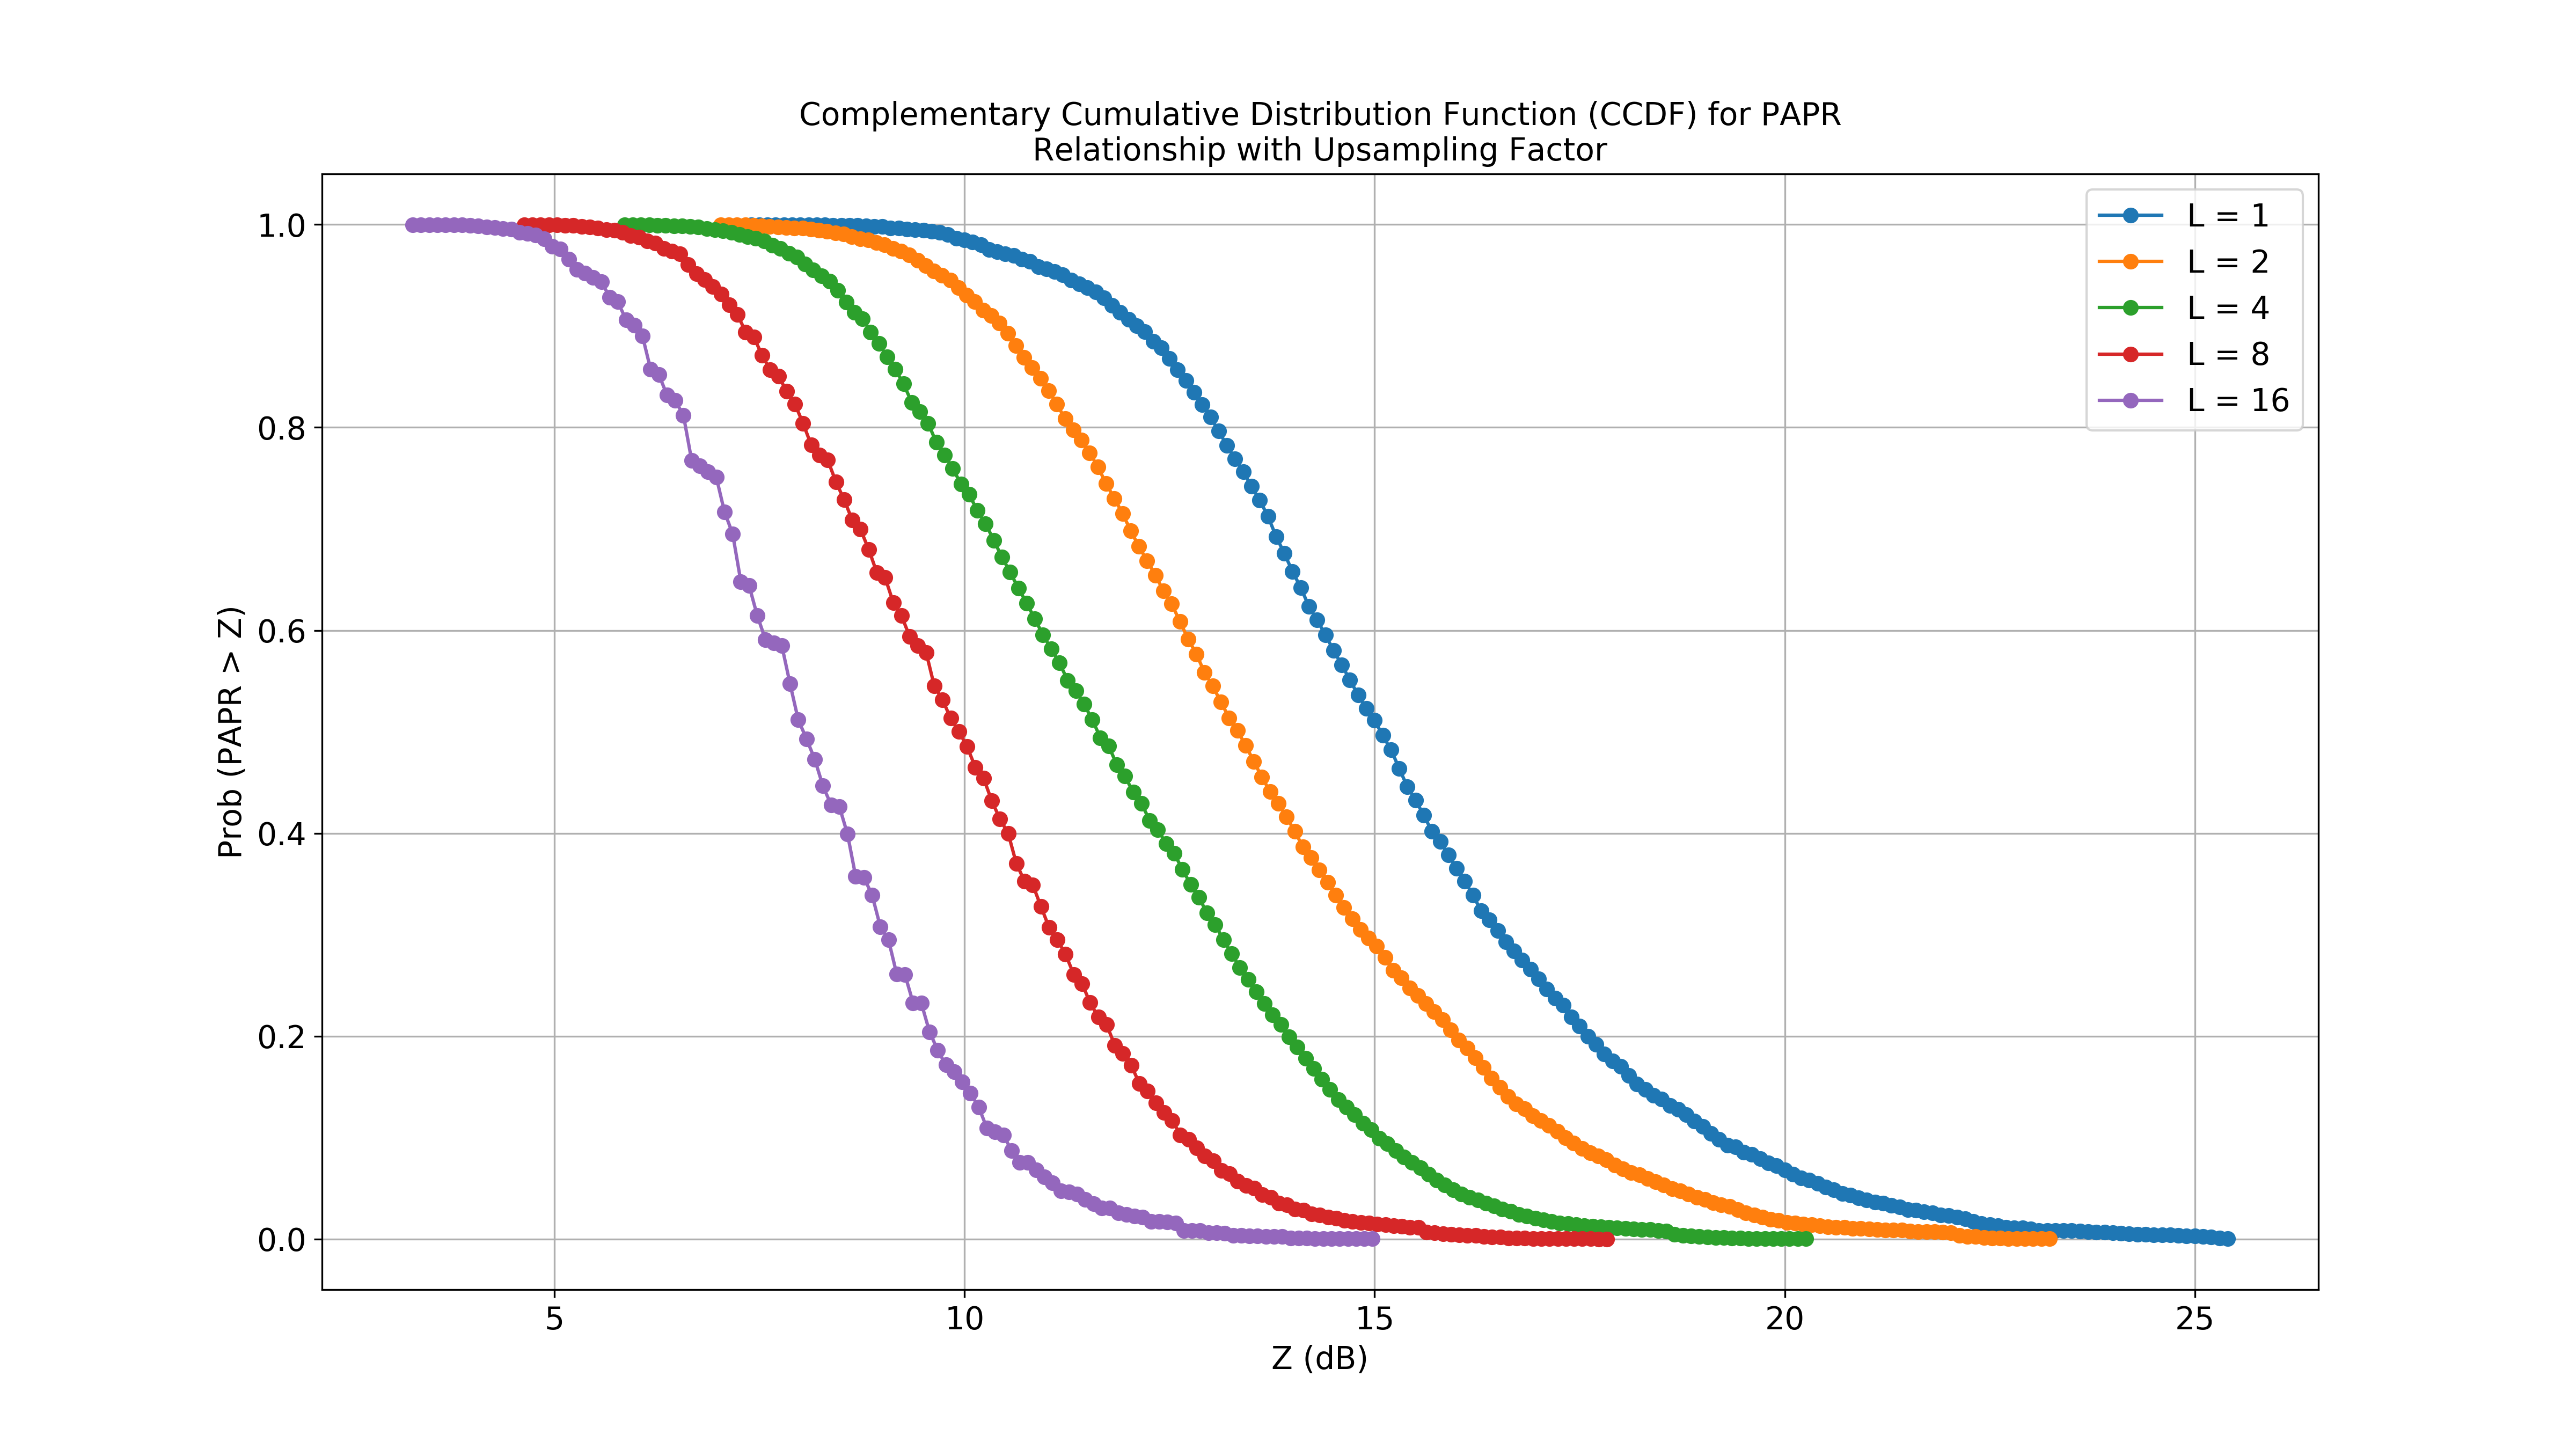 Complementary Cumulative Distribution Function (CCDF) for PAPR
Relationship with Upsampling Factor
L = 1
L = 2
L = 4
L = 8
L = 16
Prob (PAPR > Z)
1.0
0.8
0.6
0.4
0.2
0.0
5
10
15
20
25
Z (dB)